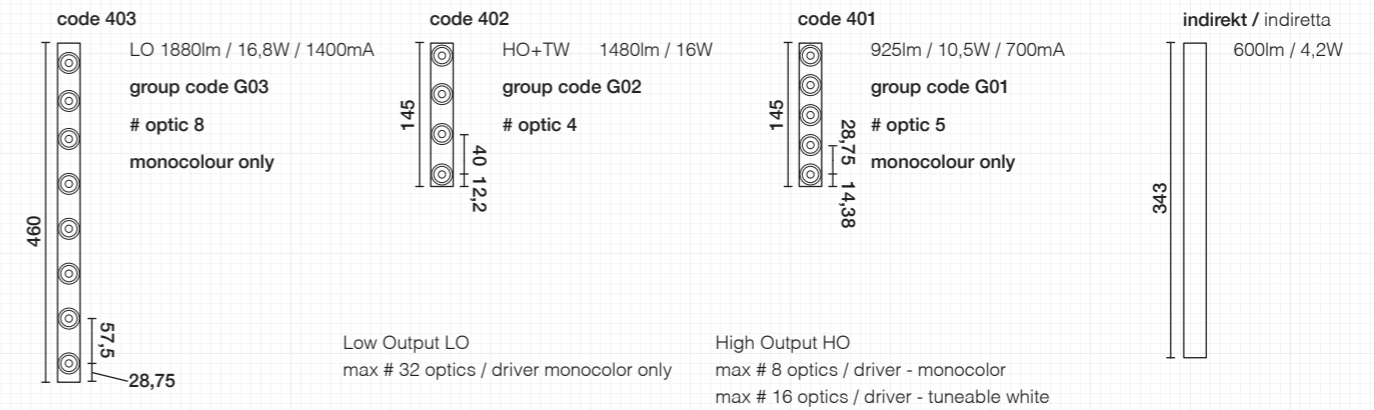 code 403
LO 1880lm / 16,8W / 1400mA
group code G03
# optic 8
monocolour only
460
57,5
28,75
code 402
HO+TW 1480lm / 16W
group code G02
# optic 4
145
40
12,2
code 401
925lm / 10,5W / 700mA
group code G01
# optic 5
monocolour only
145
28,75
14,38
indirekt / indiretta
600lm / 4,2W
343
Low Output LO
max # 32 optics / driver monocolor only
High Output HO
max # 8 optics / driver - monocolor
max # 16 optics / driver - tuneable white